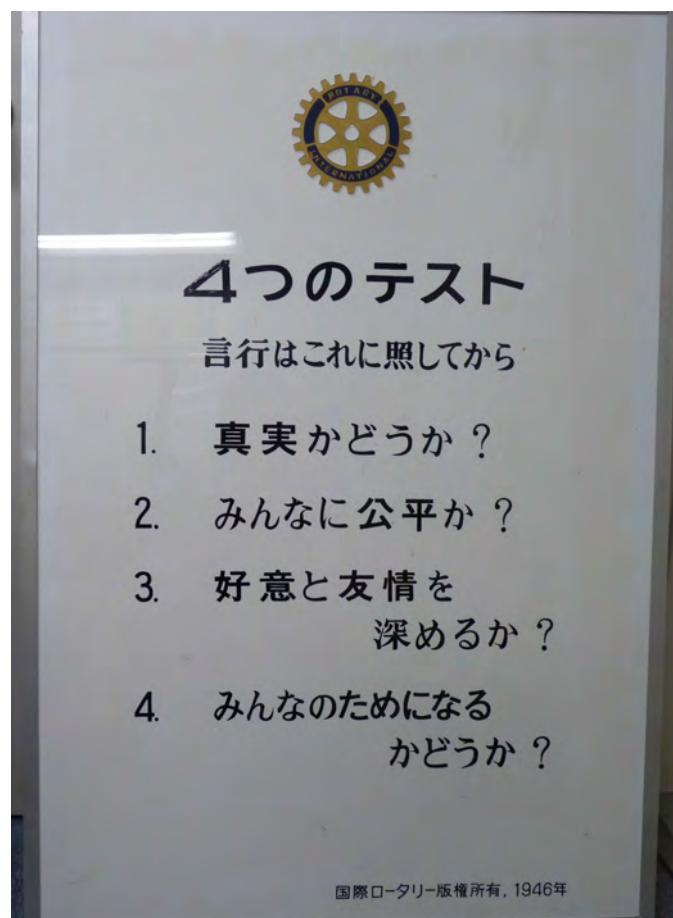 ROTARY
INTERNATIONAL
4つのテスト
言行はこれに照してから
1. 真実かどうか？
2. みんなに公平か？
3. 好意と友情を
深めるか？
4. みんなのためになる
かどうか？
国際ロータリー版権所有, 1946年